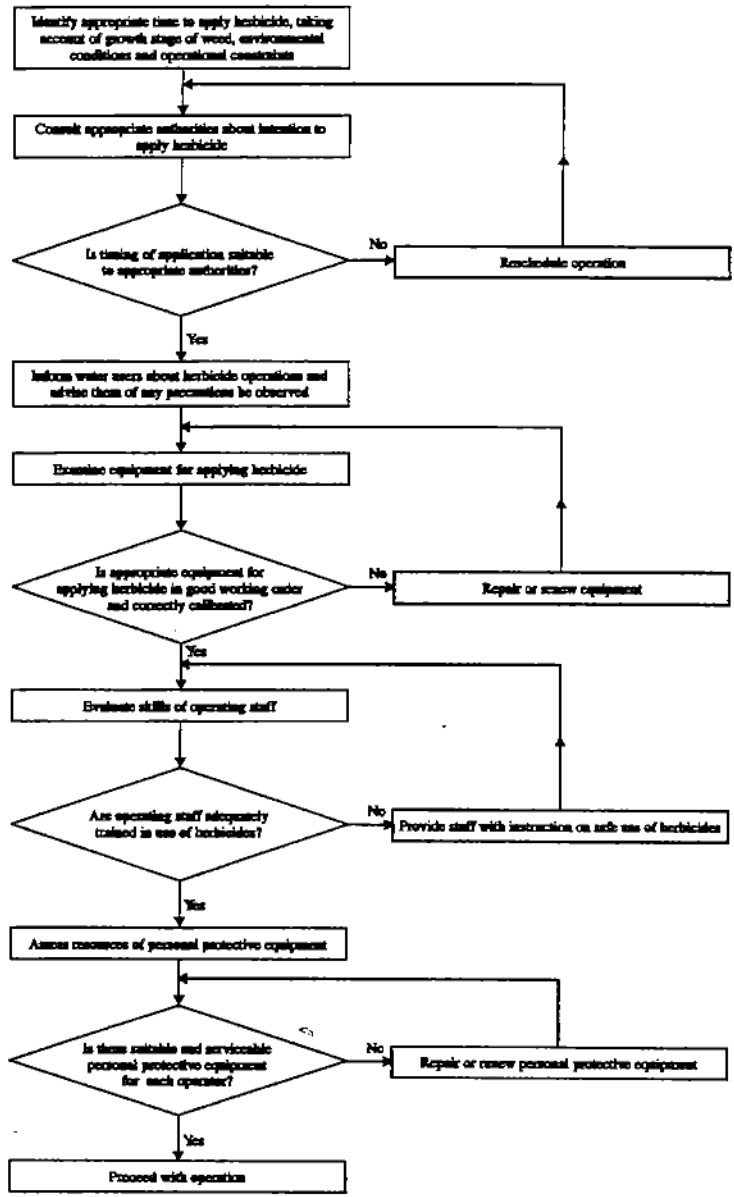 Identify appropriate time to apply herbicide, taking
account of growth stage of weed, environmental
conditions and operational constraints
Consult appropriate authorities about intention to
apply herbicide
Is timing of application suitable
to appropriate authorities?
No
Reschedule operation
Yes
Inform water users about herbicide operations and
advise them of any precautions be observed
Examine equipment for applying herbicide
Is appropriate equipment for
applying herbicide in good working order
and correctly calibrated?
No
Repair or renew equipment
Yes
Evaluate skills of operating staff
Are operating staff adequately
trained in use of herbicides?
No
Provide staff with instruction on safe use of herbicides
Yes
Assess resources of personal protective equipment
Is there suitable and serviceable
personal protective equipment
for each operator?
No
Repair or renew personal protective equipment
Yes
Proceed with operation